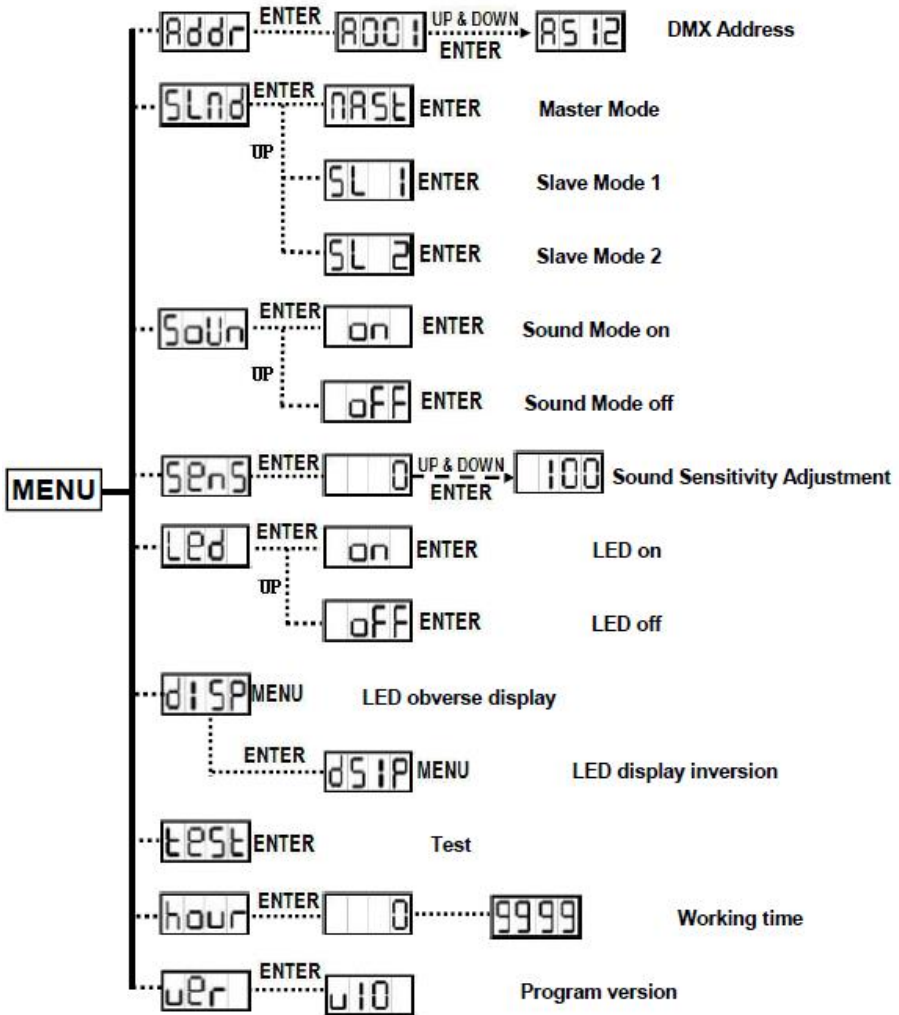 Addr ENTER A001 UP & DOWN ENTER AS12 DMX Address
SLNd ENTER MASt ENTER Master Mode
UP
SL 1 ENTER Slave Mode 1
SL 2 ENTER Slave Mode 2
SoUn ENTER on ENTER Sound Mode on
UP
oFF ENTER Sound Mode off
MENU
SenS ENTER 0 UP & DOWN ENTER 100 Sound Sensitivity Adjustment
Led ENTER on ENTER LED on
UP
oFF ENTER LED off
dISP MENU LED obverse display
ENTER dSIP MENU LED display inversion
test ENTER Test
hour ENTER 0 9999 Working time
ver ENTER v10 Program version